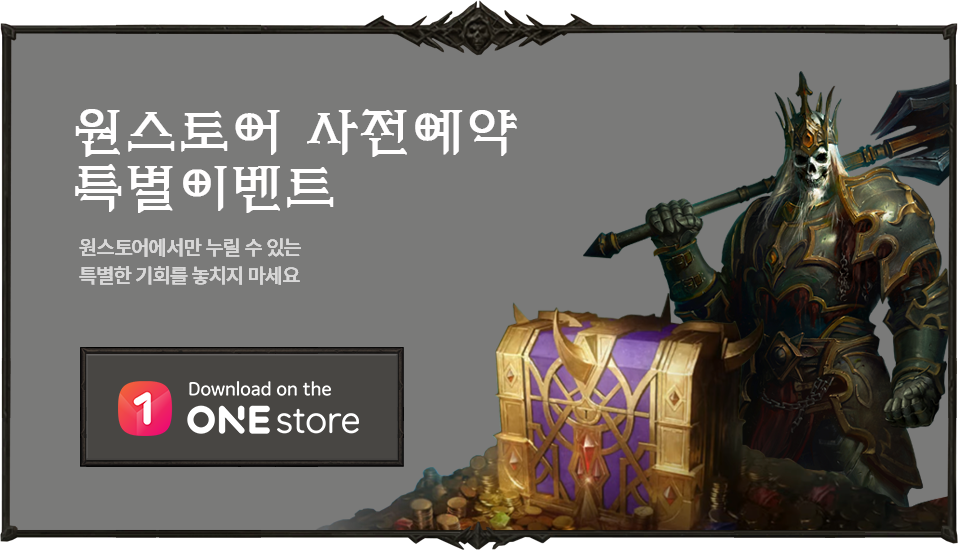 원스토어 사전예약
특별이벤트
원스토어에서만 누릴 수 있는
특별한 기회를 놓치지 마세요
1
Download on the
ONE store